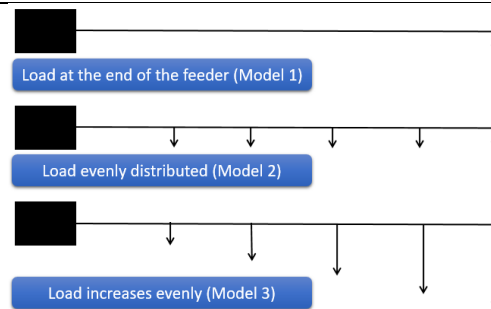 Load at the end of the feeder (Model 1)
Load evenly distributed (Model 2)
Load increases evenly (Model 3)